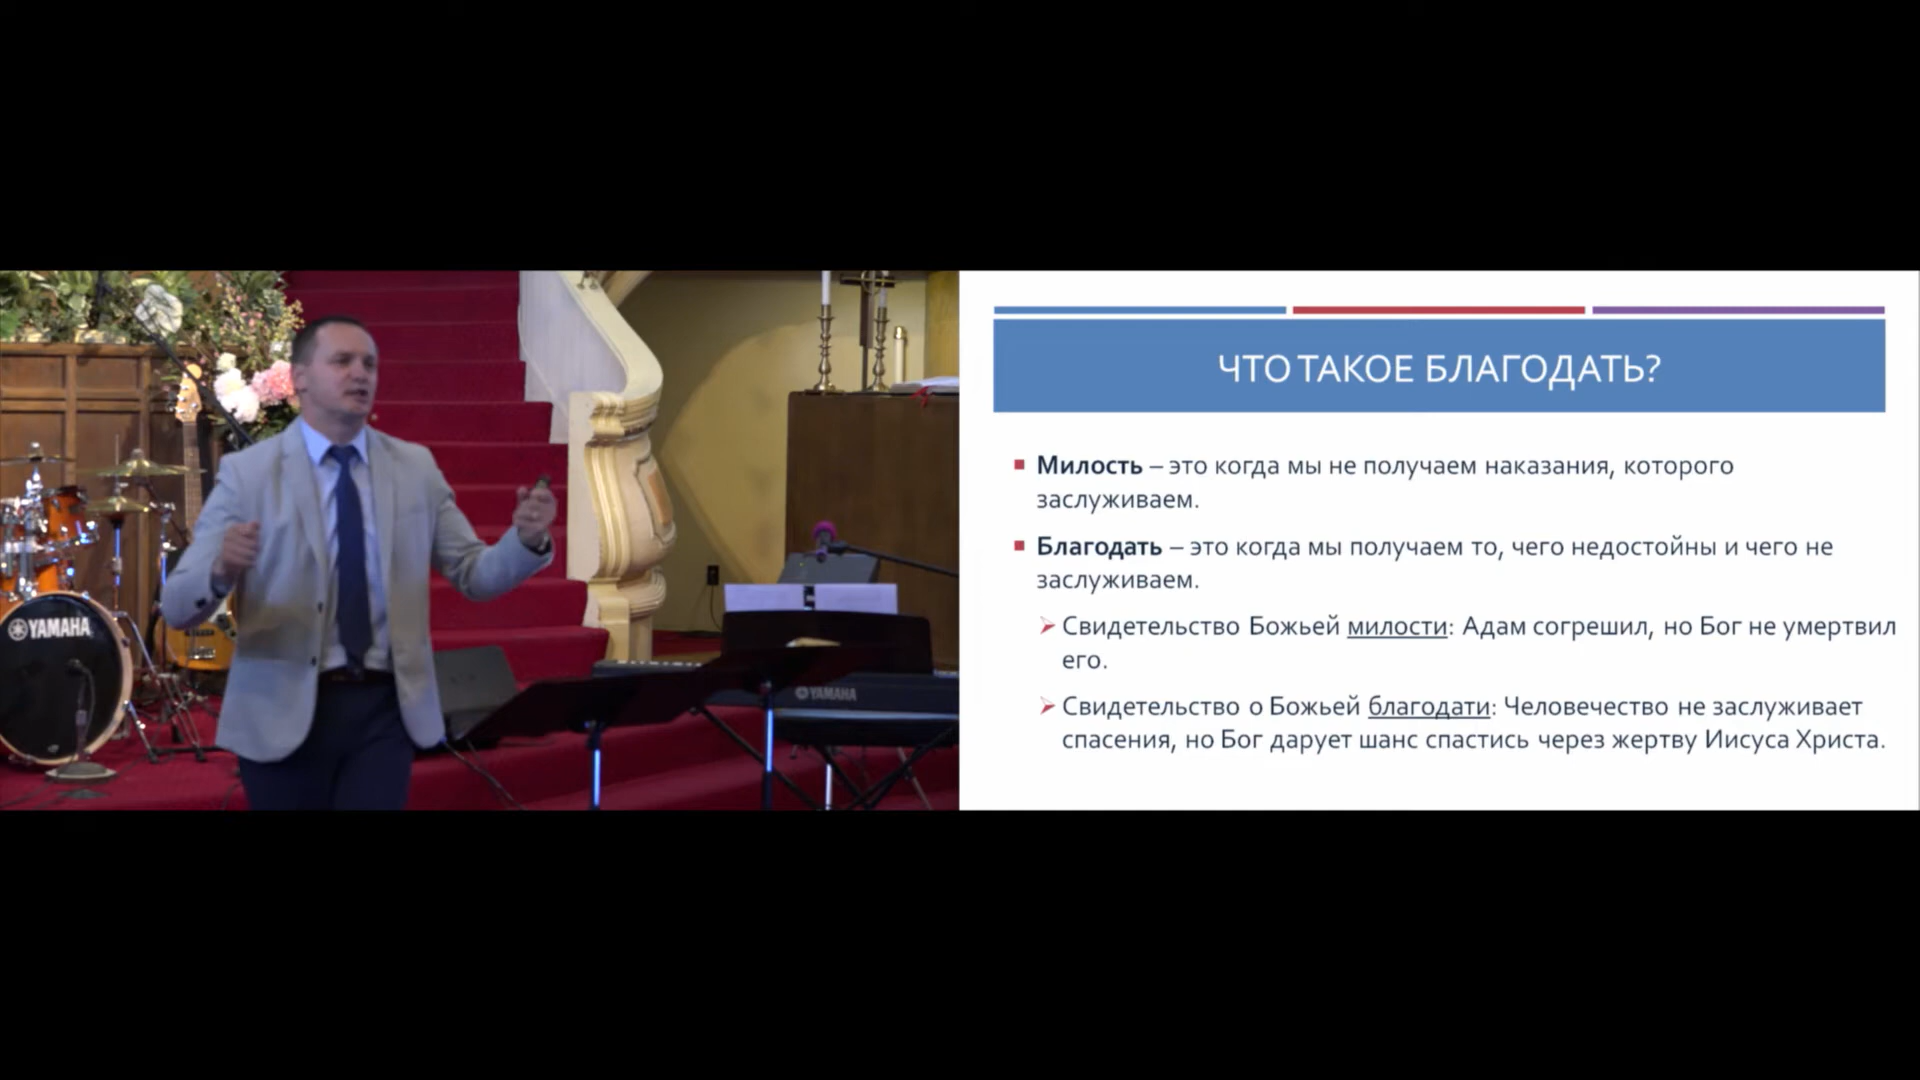 YAMAHA
YAMAHA
ЧТО ТАКОЕ БЛАГОДАТЬ?
Милость – это когда мы не получаем наказания, которого
заслуживаем.
Благодать – это когда мы получаем то, чего недостойны и чего не
заслуживаем.
Свидетельство Божьей милости: Адам согрешил, но Бог не умертвил
его.
Свидетельство о Божьей благодати: Человечество не заслуживает
спасения, но Бог дарует шанс спастись через жертву Иисуса Христа.